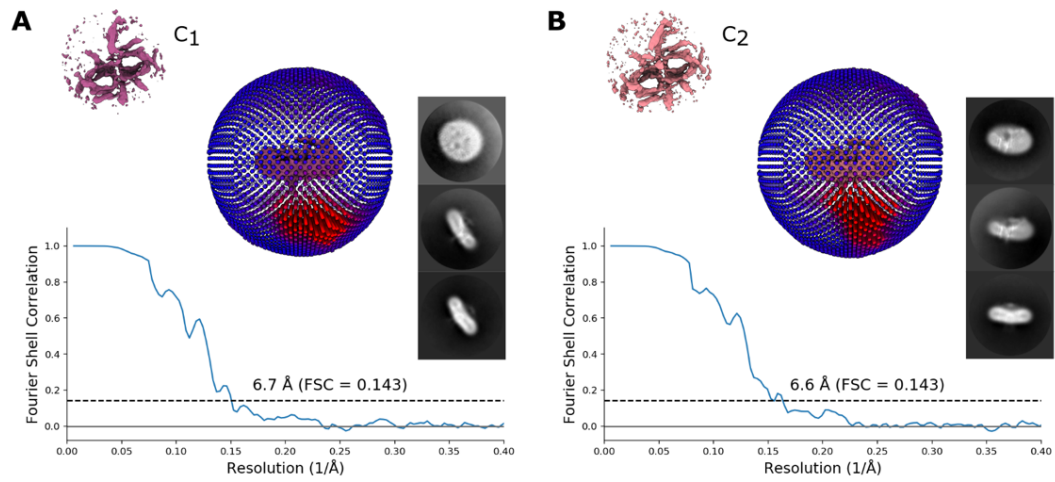 A
C1
1.0
0.8
0.6
0.4
0.2
0.0
Fourier Shell Correlation
6.7 Å (FSC = 0.143)
0.00 0.05 0.10 0.15 0.20 0.25 0.30 0.35 0.40
Resolution (1/Å)
B
C2
1.0
0.8
0.6
0.4
0.2
0.0
Fourier Shell Correlation
6.6 Å (FSC = 0.143)
0.00 0.05 0.10 0.15 0.20 0.25 0.30 0.35 0.40
Resolution (1/Å)